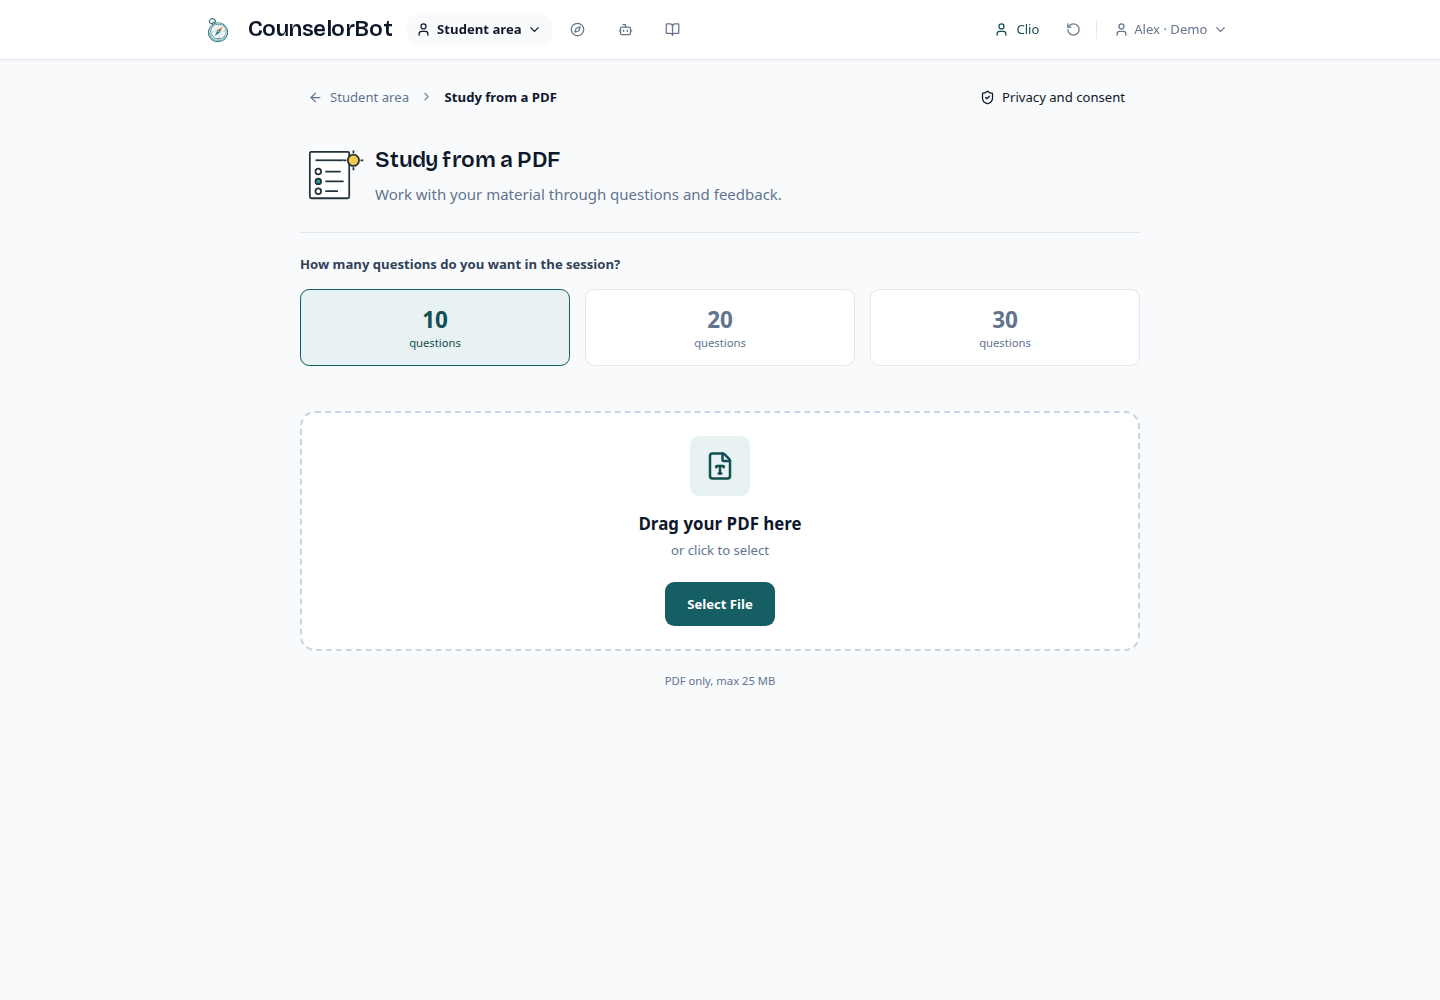 CounselorBot
Student area
Clio
Alex · Demo
Student area
Study from a PDF
Privacy and consent
Study from a PDF
Work with your material through questions and feedback.
How many questions do you want in the session?
10
questions
20
questions
30
questions
Drag your PDF here
or click to select
Select File
PDF only, max 25 MB